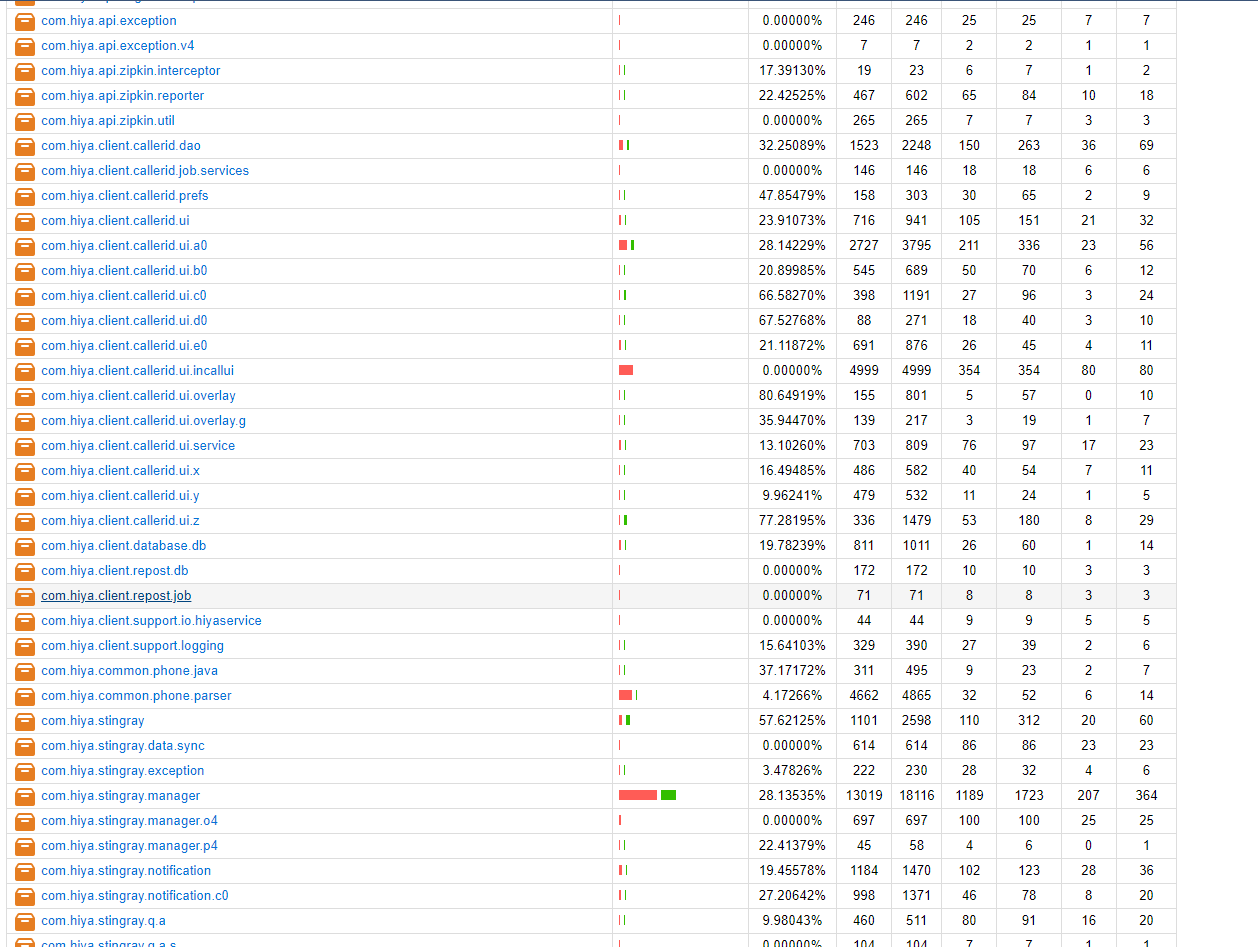 com.hiya.api.exception 0.00000% 246 246 25 25 7 7
com.hiya.api.exception.v4 0.00000% 7 7 2 2 1 1
com.hiya.api.zipkin.interceptor 17.39130% 19 23 6 7 1 2
com.hiya.api.zipkin.reporter 22.42525% 467 602 65 84 10 18
com.hiya.api.zipkin.util 0.00000% 265 265 7 7 3 3
com.hiya.client.callerid.dao 32.25089% 1523 2248 150 263 36 69
com.hiya.client.callerid.job.services 0.00000% 146 146 18 18 6 6
com.hiya.client.callerid.prefs 47.85479% 158 303 30 65 2 9
com.hiya.client.callerid.ui 23.91073% 716 941 105 151 21 32
com.hiya.client.callerid.ui.a0 28.14229% 2727 3795 211 336 23 56
com.hiya.client.callerid.ui.b0 20.89985% 545 689 50 70 6 12
com.hiya.client.callerid.ui.c0 66.58270% 398 1191 27 96 3 24
com.hiya.client.callerid.ui.d0 67.52768% 88 271 18 40 3 10
com.hiya.client.callerid.ui.e0 21.11872% 691 876 26 45 4 11
com.hiya.client.callerid.ui.incallui 0.00000% 4999 4999 354 354 80 80
com.hiya.client.callerid.ui.overlay 80.64919% 155 801 5 57 0 10
com.hiya.client.callerid.ui.overlay.g 35.94470% 139 217 3 19 1 7
com.hiya.client.callerid.ui.service 13.10260% 703 809 76 97 17 23
com.hiya.client.callerid.ui.x 16.49485% 486 582 40 54 7 11
com.hiya.client.callerid.ui.y 9.96241% 479 532 11 24 1 5
com.hiya.client.callerid.ui.z 77.28195% 336 1479 53 180 8 29
com.hiya.client.database.db 19.78239% 811 1011 26 60 1 14
com.hiya.client.repost.db 0.00000% 172 172 10 10 3 3
com.hiya.client.repost.job 0.00000% 71 71 8 8 3 3
com.hiya.client.support.io.hiyaservice 0.00000% 44 44 9 9 5 5
com.hiya.client.support.logging 15.64103% 329 390 27 39 2 6
com.hiya.common.phone.java 37.17172% 311 495 9 23 2 7
com.hiya.common.phone.parser 4.17266% 4662 4865 32 52 6 14
com.hiya.stingray 57.62125% 1101 2598 110 312 20 60
com.hiya.stingray.data.sync 0.00000% 614 614 86 86 23 23
com.hiya.stingray.exception 3.47826% 222 230 28 32 4 6
com.hiya.stingray.manager 28.13535% 13019 18116 1189 1723 207 364
com.hiya.stingray.manager.o4 0.00000% 697 697 100 100 25 25
com.hiya.stingray.manager.p4 22.41379% 45 58 4 6 0 1
com.hiya.stingray.notification 19.45578% 1184 1470 102 123 28 36
com.hiya.stingray.notification.c0 27.20642% 998 1371 46 78 8 20
com.hiya.stingray.q.a 9.98043% 460 511 80 91 16 20
com.hiya.stingray.q.a.s 0.00000% 104 104 7 7 1 1